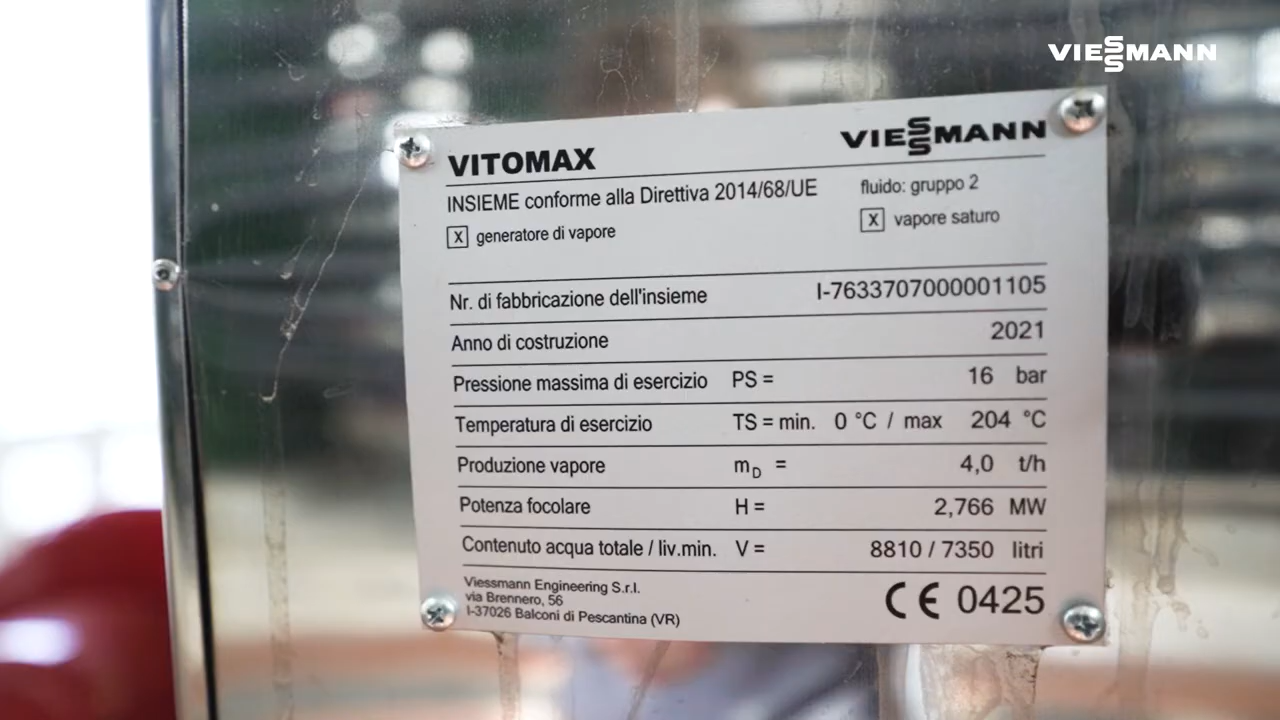 VIESSMANN
VITOMAX VIESSMANN
INSIEME conforme alla Direttiva 2014/68/UE fluido: gruppo 2
X generatore di vapore X vapore saturo
Nr. di fabbricazione dell'insieme I-7633707000001105
Anno di costruzione 2021
Pressione massima di esercizio PS = 16 bar
Temperatura di esercizio TS = min. 0 °C / max 204 °C
Produzione vapore mD = 4,0 t/h
Potenza focolare H = 2,766 MW
Contenuto acqua totale / liv.min. V = 8810 / 7350 litri
Viessmann Engineering S.r.l.
via Brennero, 56
I-37026 Balconi di Pescantina (VR)
CE 0425